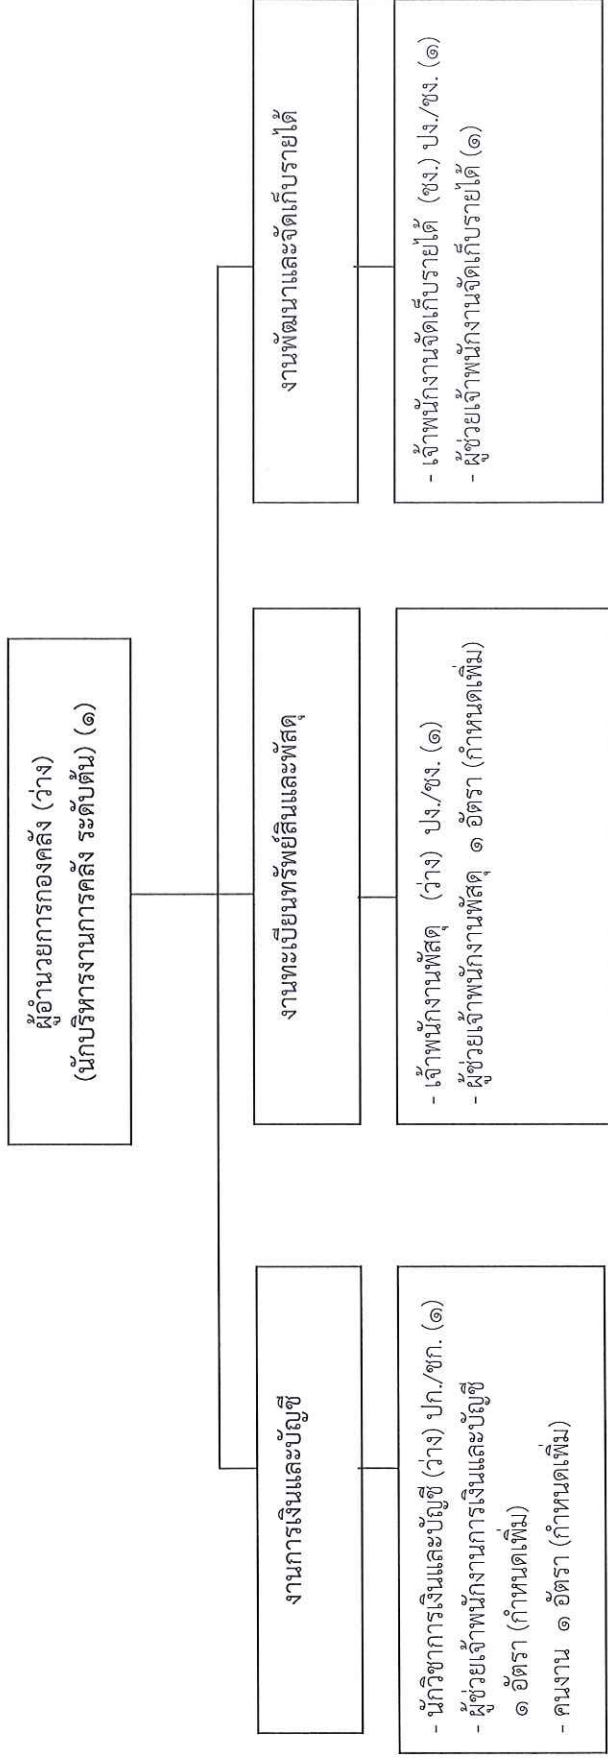 ผู้อำนวยการกองคลัง (ว่าง)
(นักบริหารงานการคลัง ระดับต้น) (๑)
งานการเงินและบัญชี
- นักวิชาการเงินและบัญชี (ว่าง) ปก./ชก. (๑)
- ผู้ช่วยเจ้าพนักงานการเงินและบัญชี
๑ อัตรา (กำหนดเพิ่ม)
- คนงาน ๑ อัตรา (กำหนดเพิ่ม)
งานทะเบียนทรัพย์สินและพัสดุ
- เจ้าพนักงานพัสดุ (ว่าง) ปง./ชง. (๑)
- ผู้ช่วยเจ้าพนักงานพัสดุ ๑ อัตรา (กำหนดเพิ่ม)
งานพัฒนาและจัดเก็บรายได้
- เจ้าพนักงานจัดเก็บรายได้ (ชง.) ปง./ชง. (๑)
- ผู้ช่วยเจ้าพนักงานจัดเก็บรายได้ (๑)